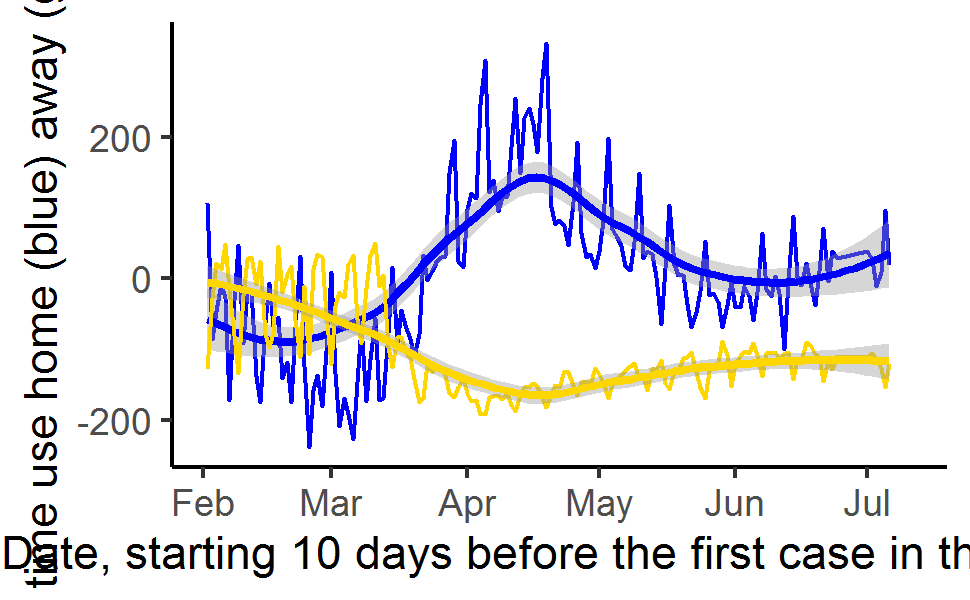 time use home (blue) away (
200
0
-200
Feb Mar Apr May Jun Jul
Date, starting 10 days before the first case in th